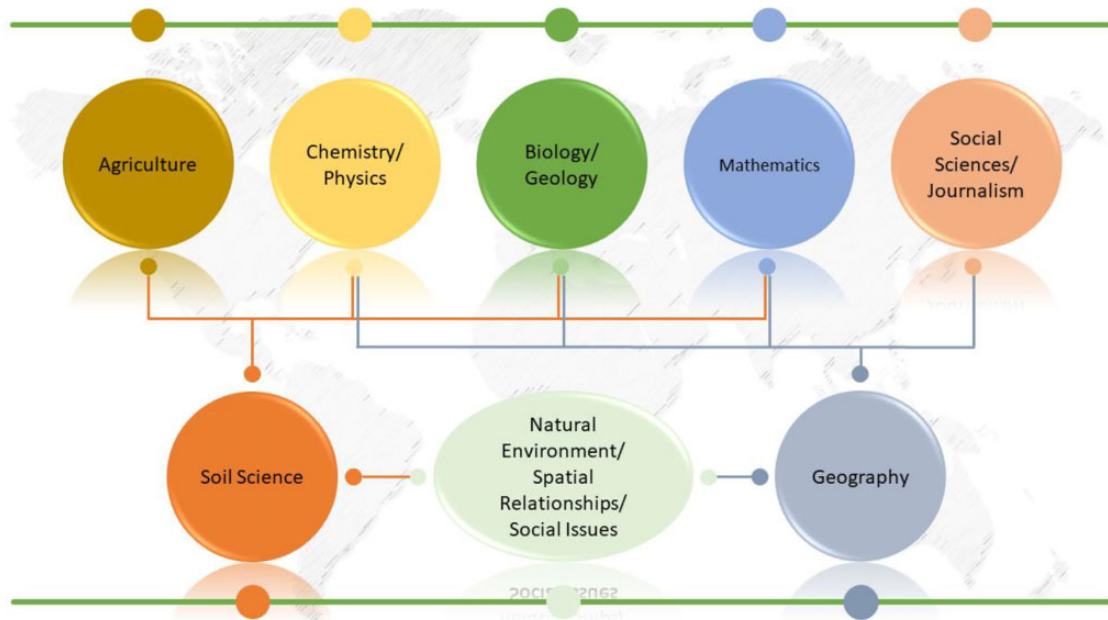 Agriculture
Chemistry/
Physics
Biology/
Geology
Mathematics
Social
Sciences/
Journalism
Soil Science
Natural
Environment/
Spatial
Relationships/
Social Issues
Geography